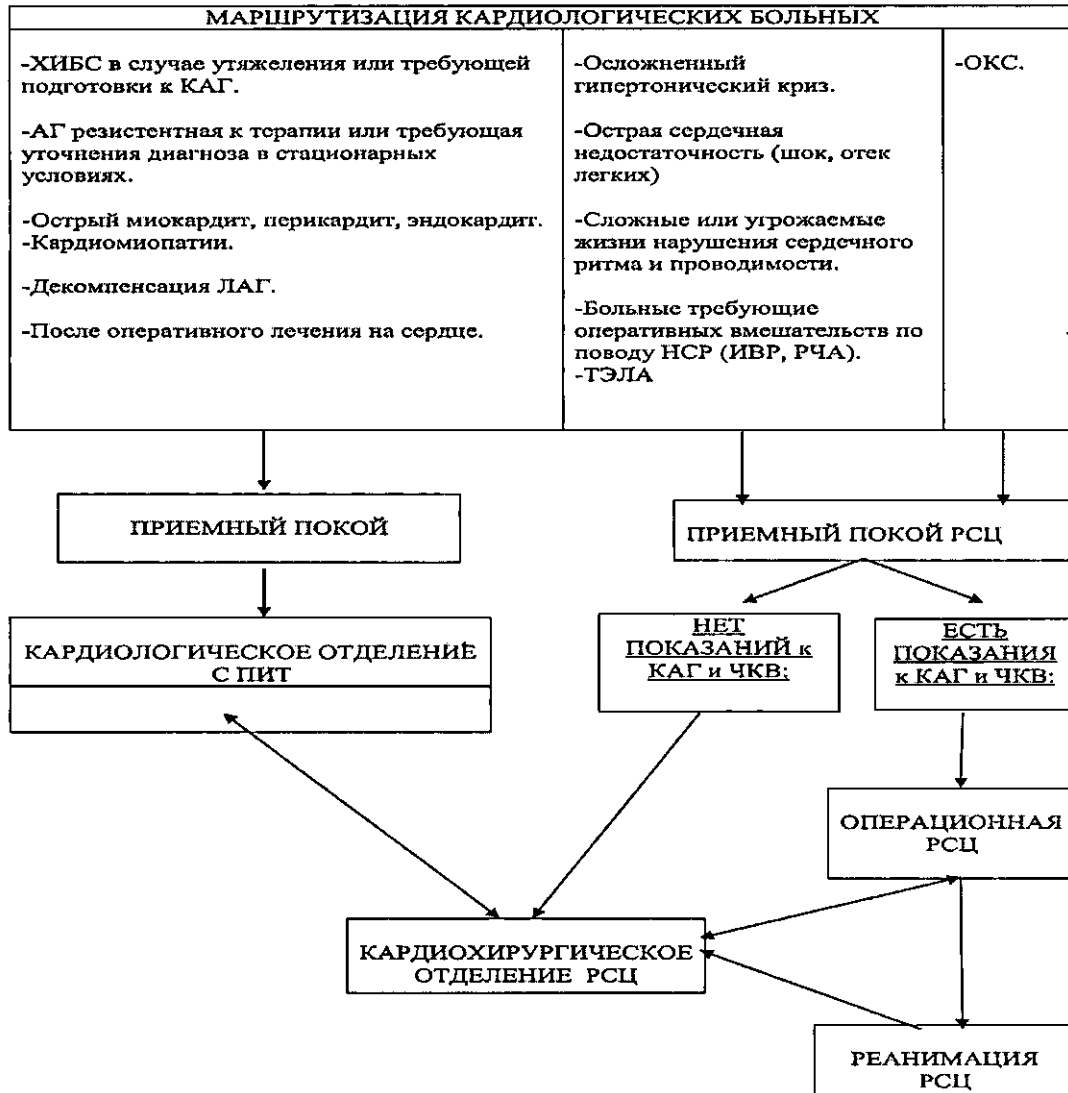 МАРШРУТИЗАЦИЯ КАРДИОЛОГИЧЕСКИХ БОЛЬНЫХ
-ХИБС в случае утяжеления или требующей
подготовки к КАГ.
-АГ резистентная к терапии или требующая
уточнения диагноза в стационарных
условиях.
-Острый миокардит, перикардит, эндокардит.
-Кардиомиопатии.
-Декомпенсация ЛАГ.
-После оперативного лечения на сердце.
-Осложненный
гипертонический криз.
-Острая сердечная
недостаточность (шок, отек
легких)
-Сложные или угрожаемые
жизни нарушения сердечного
ритма и проводимости.
-Больные требующие
оперативных вмешательств по
поводу НСР (ИВР, РЧА).
-ТЭЛА
-ОКС.
ПРИЕМНЫЙ ПОКОЙ
ПРИЕМНЫЙ ПОКОЙ РСЦ
КАРДИОЛОГИЧЕСКОЕ ОТДЕЛЕНИЕ
С ПИТ
НЕТ
ПОКАЗАНИЙ к
КАГ и ЧКВ:
ЕСТЬ
ПОКАЗАНИЯ
к КАГ и ЧКВ:
ОПЕРАЦИОННАЯ
РСЦ
КАРДИОХИРУРГИЧЕСКОЕ
ОТДЕЛЕНИЕ РСЦ
РЕАНИМАЦИЯ
РСЦ